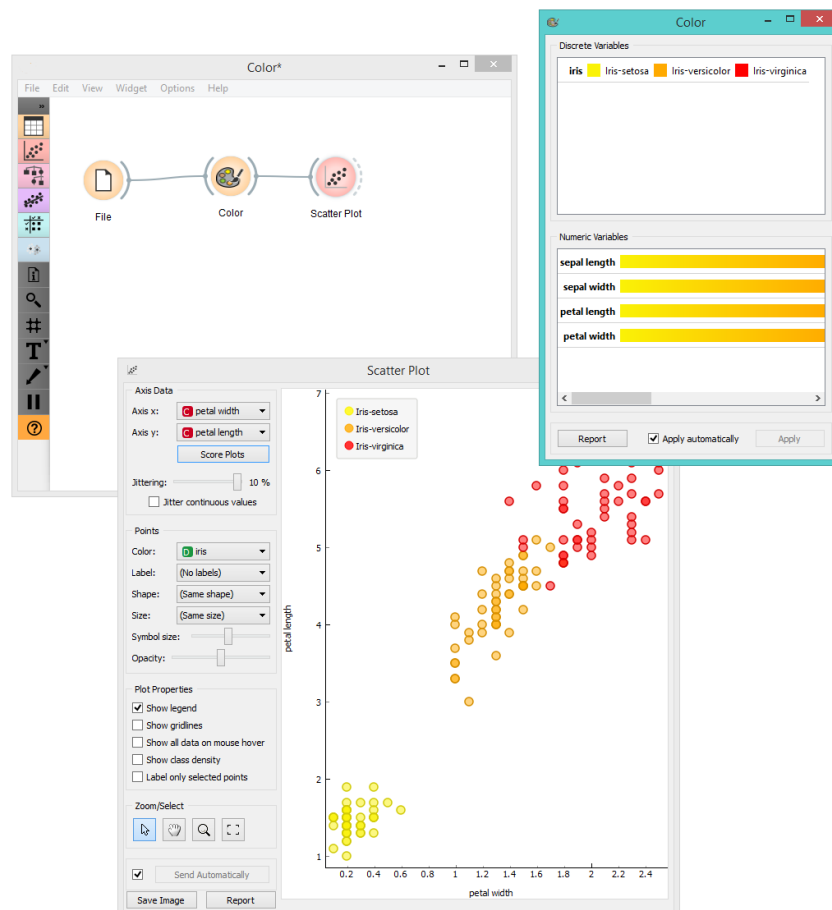 Color
Discrete Variables
iris Iris-setosa Iris-versicolor Iris-virginica
Numeric Variables
sepal length
sepal width
petal length
petal width
Report Apply automatically Apply
Color*
File Edit View Widget Options Help
File Color Scatter Plot
Scatter Plot
Axis Data
Axis x: C petal width
Axis y: C petal length
Score Plots
Jittering: 10 %
Jitter continuous values
Points
Color: D iris
Label: (No labels)
Shape: (Same shape)
Size: (Same size)
Symbol size:
Opacity:
Plot Properties
Show legend
Show gridlines
Show all data on mouse hover
Show class density
Label only selected points
Zoom/Select
Send Automatically
Save Image Report
Iris-setosa
Iris-versicolor
Iris-virginica
petal length
7
6
5
4
3
2
1
0.2 0.4 0.6 0.8 1 1.2 1.4 1.6 1.8 2 2.2 2.4
petal width